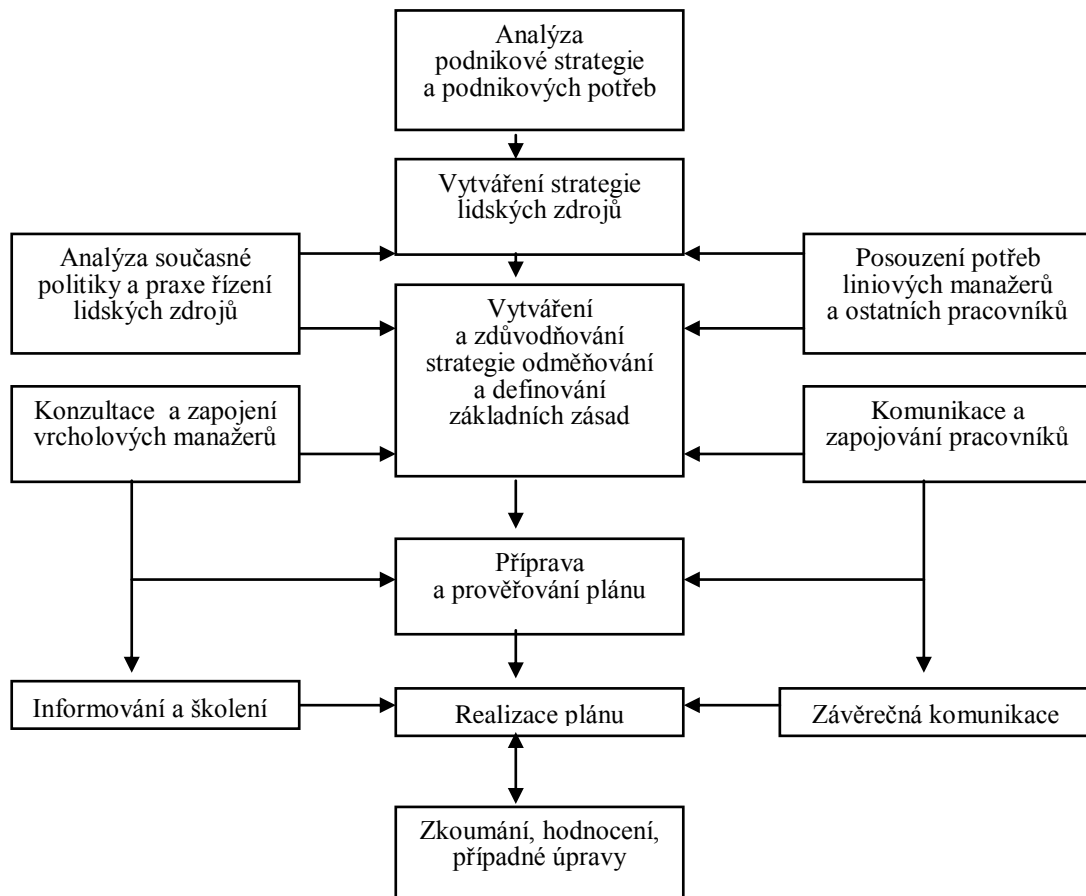 Analýza
podnikové strategie
a podnikových potřeb
Vytváření strategie
lidských zdrojů
Analýza současné
politiky a praxe řízení
lidských zdrojů
Posouzení potřeb
liniových manažerů
a ostatních pracovníků
Vytváření
a zdůvodňování
strategie odměňování
a definování
základních zásad
Konzultace a zapojení
vrcholových manažerů
Komunikace a
zapojování pracovníků
Příprava
a prověřování plánu
Informování a školení
Realizace plánu
Závěrečná komunikace
Zkoumání, hodnocení,
případné úpravy